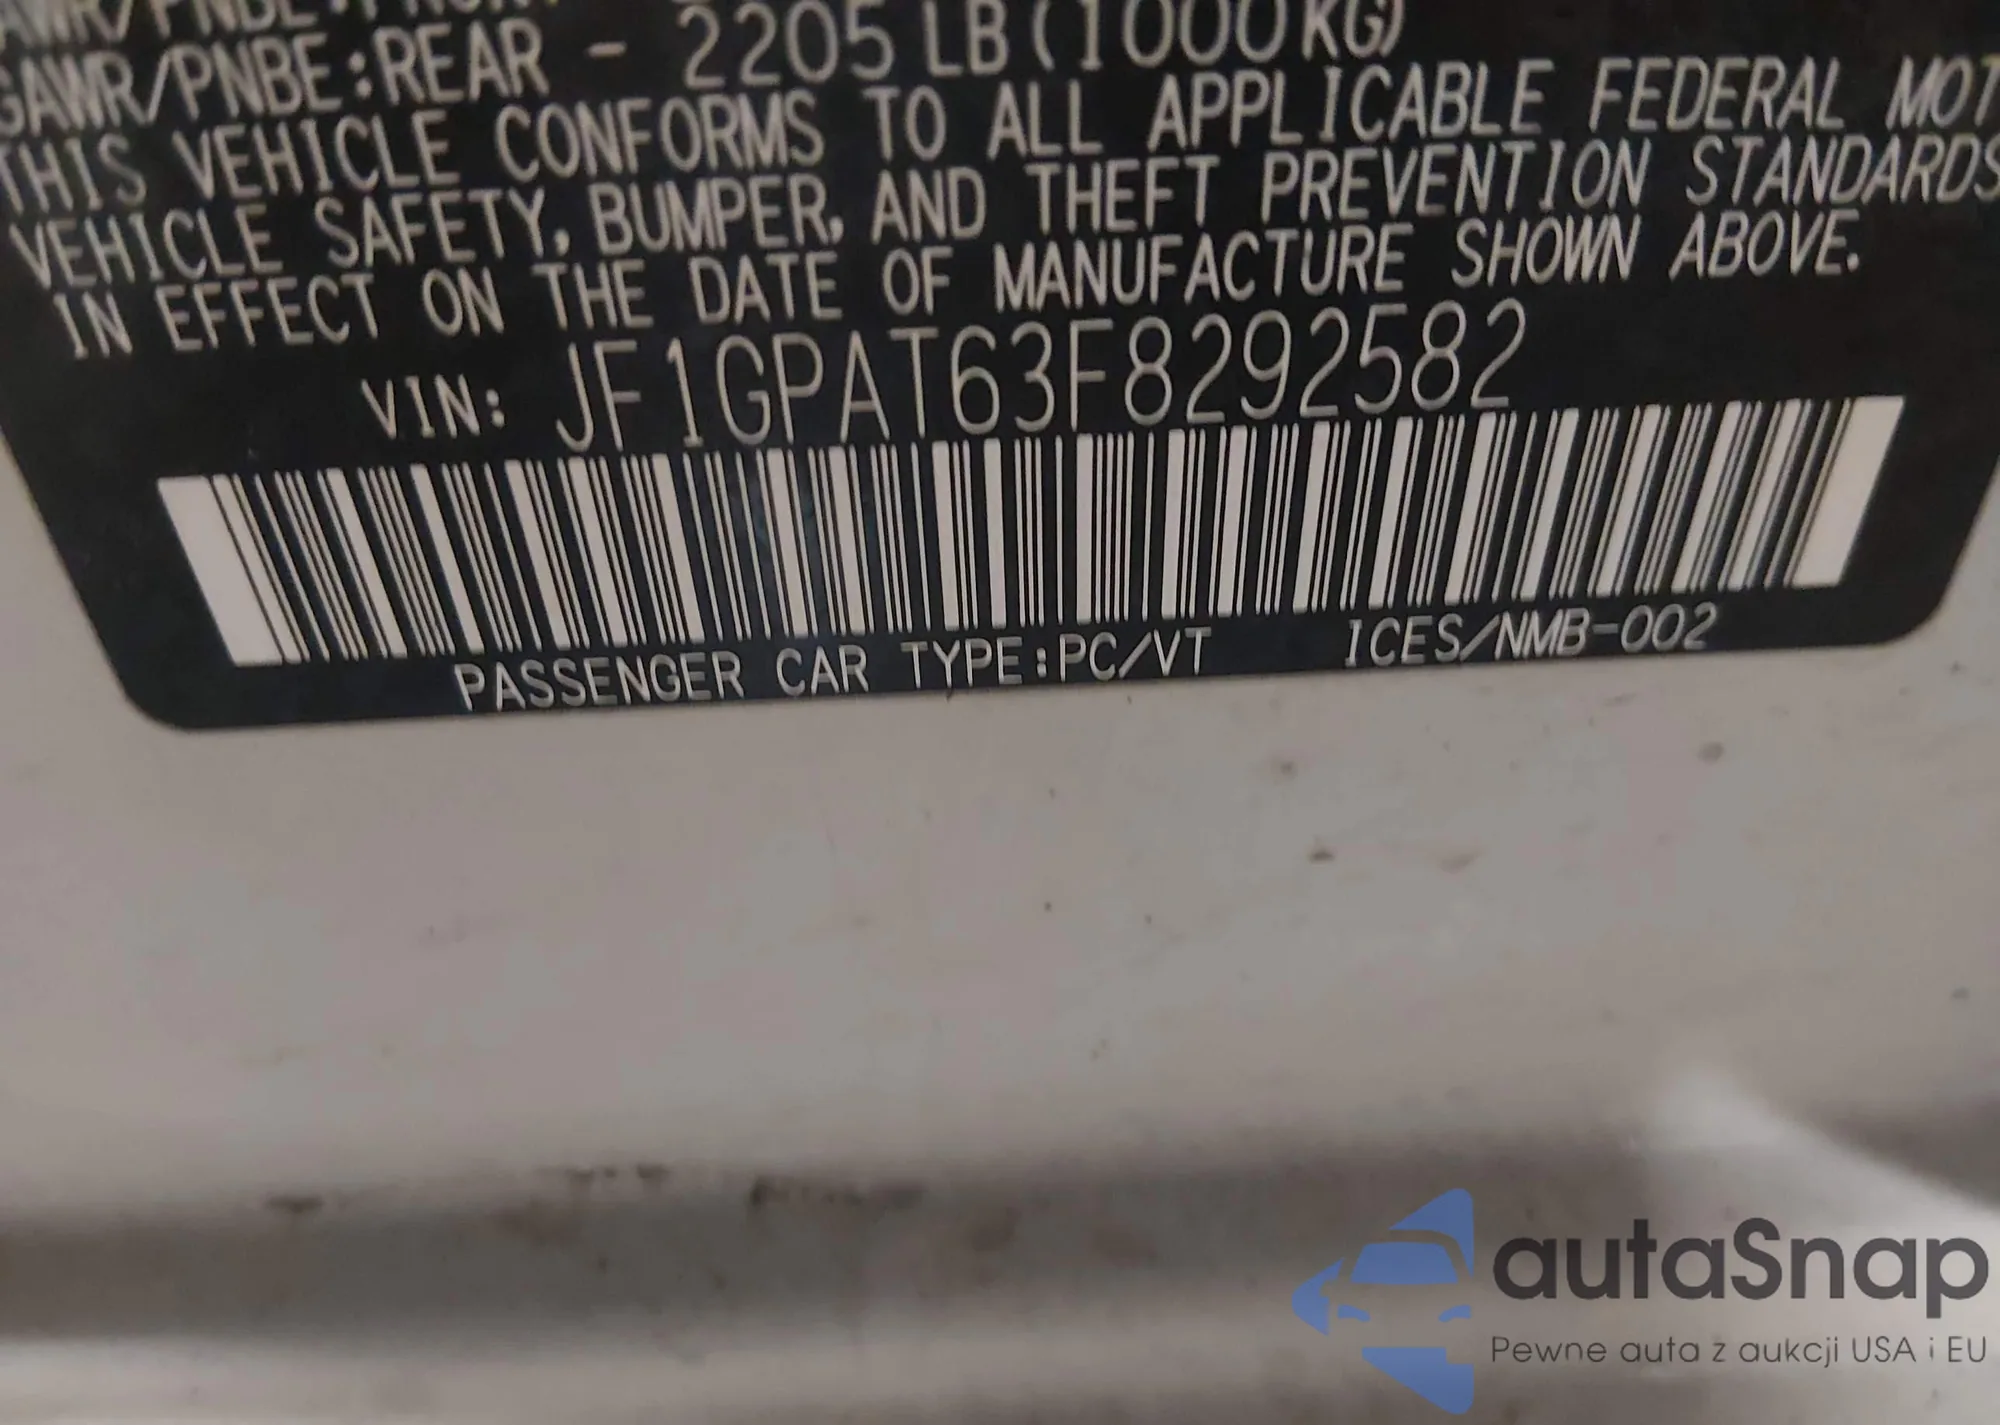 GAWR/PNBE:REAR - 2205 LB (1000 KG)
THIS VEHICLE CONFORMS TO ALL APPLICABLE FEDERAL MOT
VEHICLE SAFETY, BUMPER, AND THEFT PREVENTION STANDARDS
IN EFFECT ON THE DATE OF MANUFACTURE SHOWN ABOVE.
VIN: JF1GPAT63F8292582
PASSENGER CAR TYPE:PC/VT ICES/NMB-002
autaSnap
Pewne auta z aukcji USA i EU